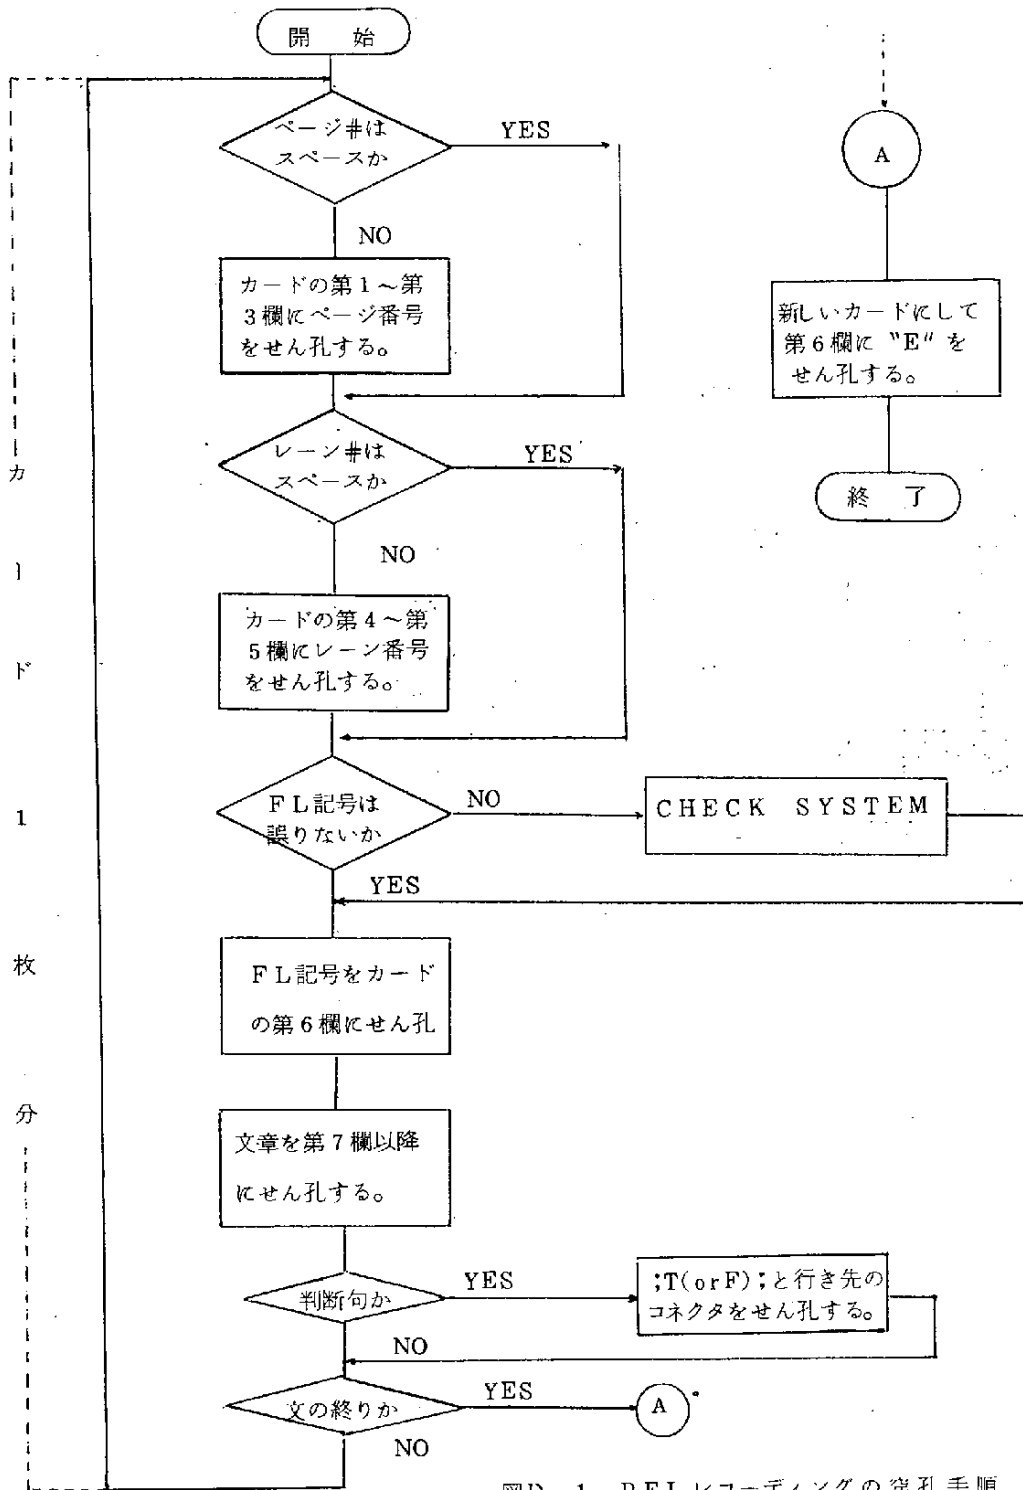 開 始
ページ#は
スペースか
YES
NO
カードの第1～第
3欄にページ番号
をせん孔する。
レーン#は
スペースか
YES
NO
カードの第4～第
5欄にレーン番号
をせん孔する。
FL記号は
誤りないか
NO
CHECK SYSTEM
YES
FL記号をカード
の第6欄にせん孔
文章を第7欄以降
にせん孔する。
判断句か
YES
;T(orF);と行き先の
コネクタをせん孔する。
NO
文の終りか
YES
A
NO
カード1枚分
A
新しいカードにして
第6欄に"E"を
せん孔する。
終 了